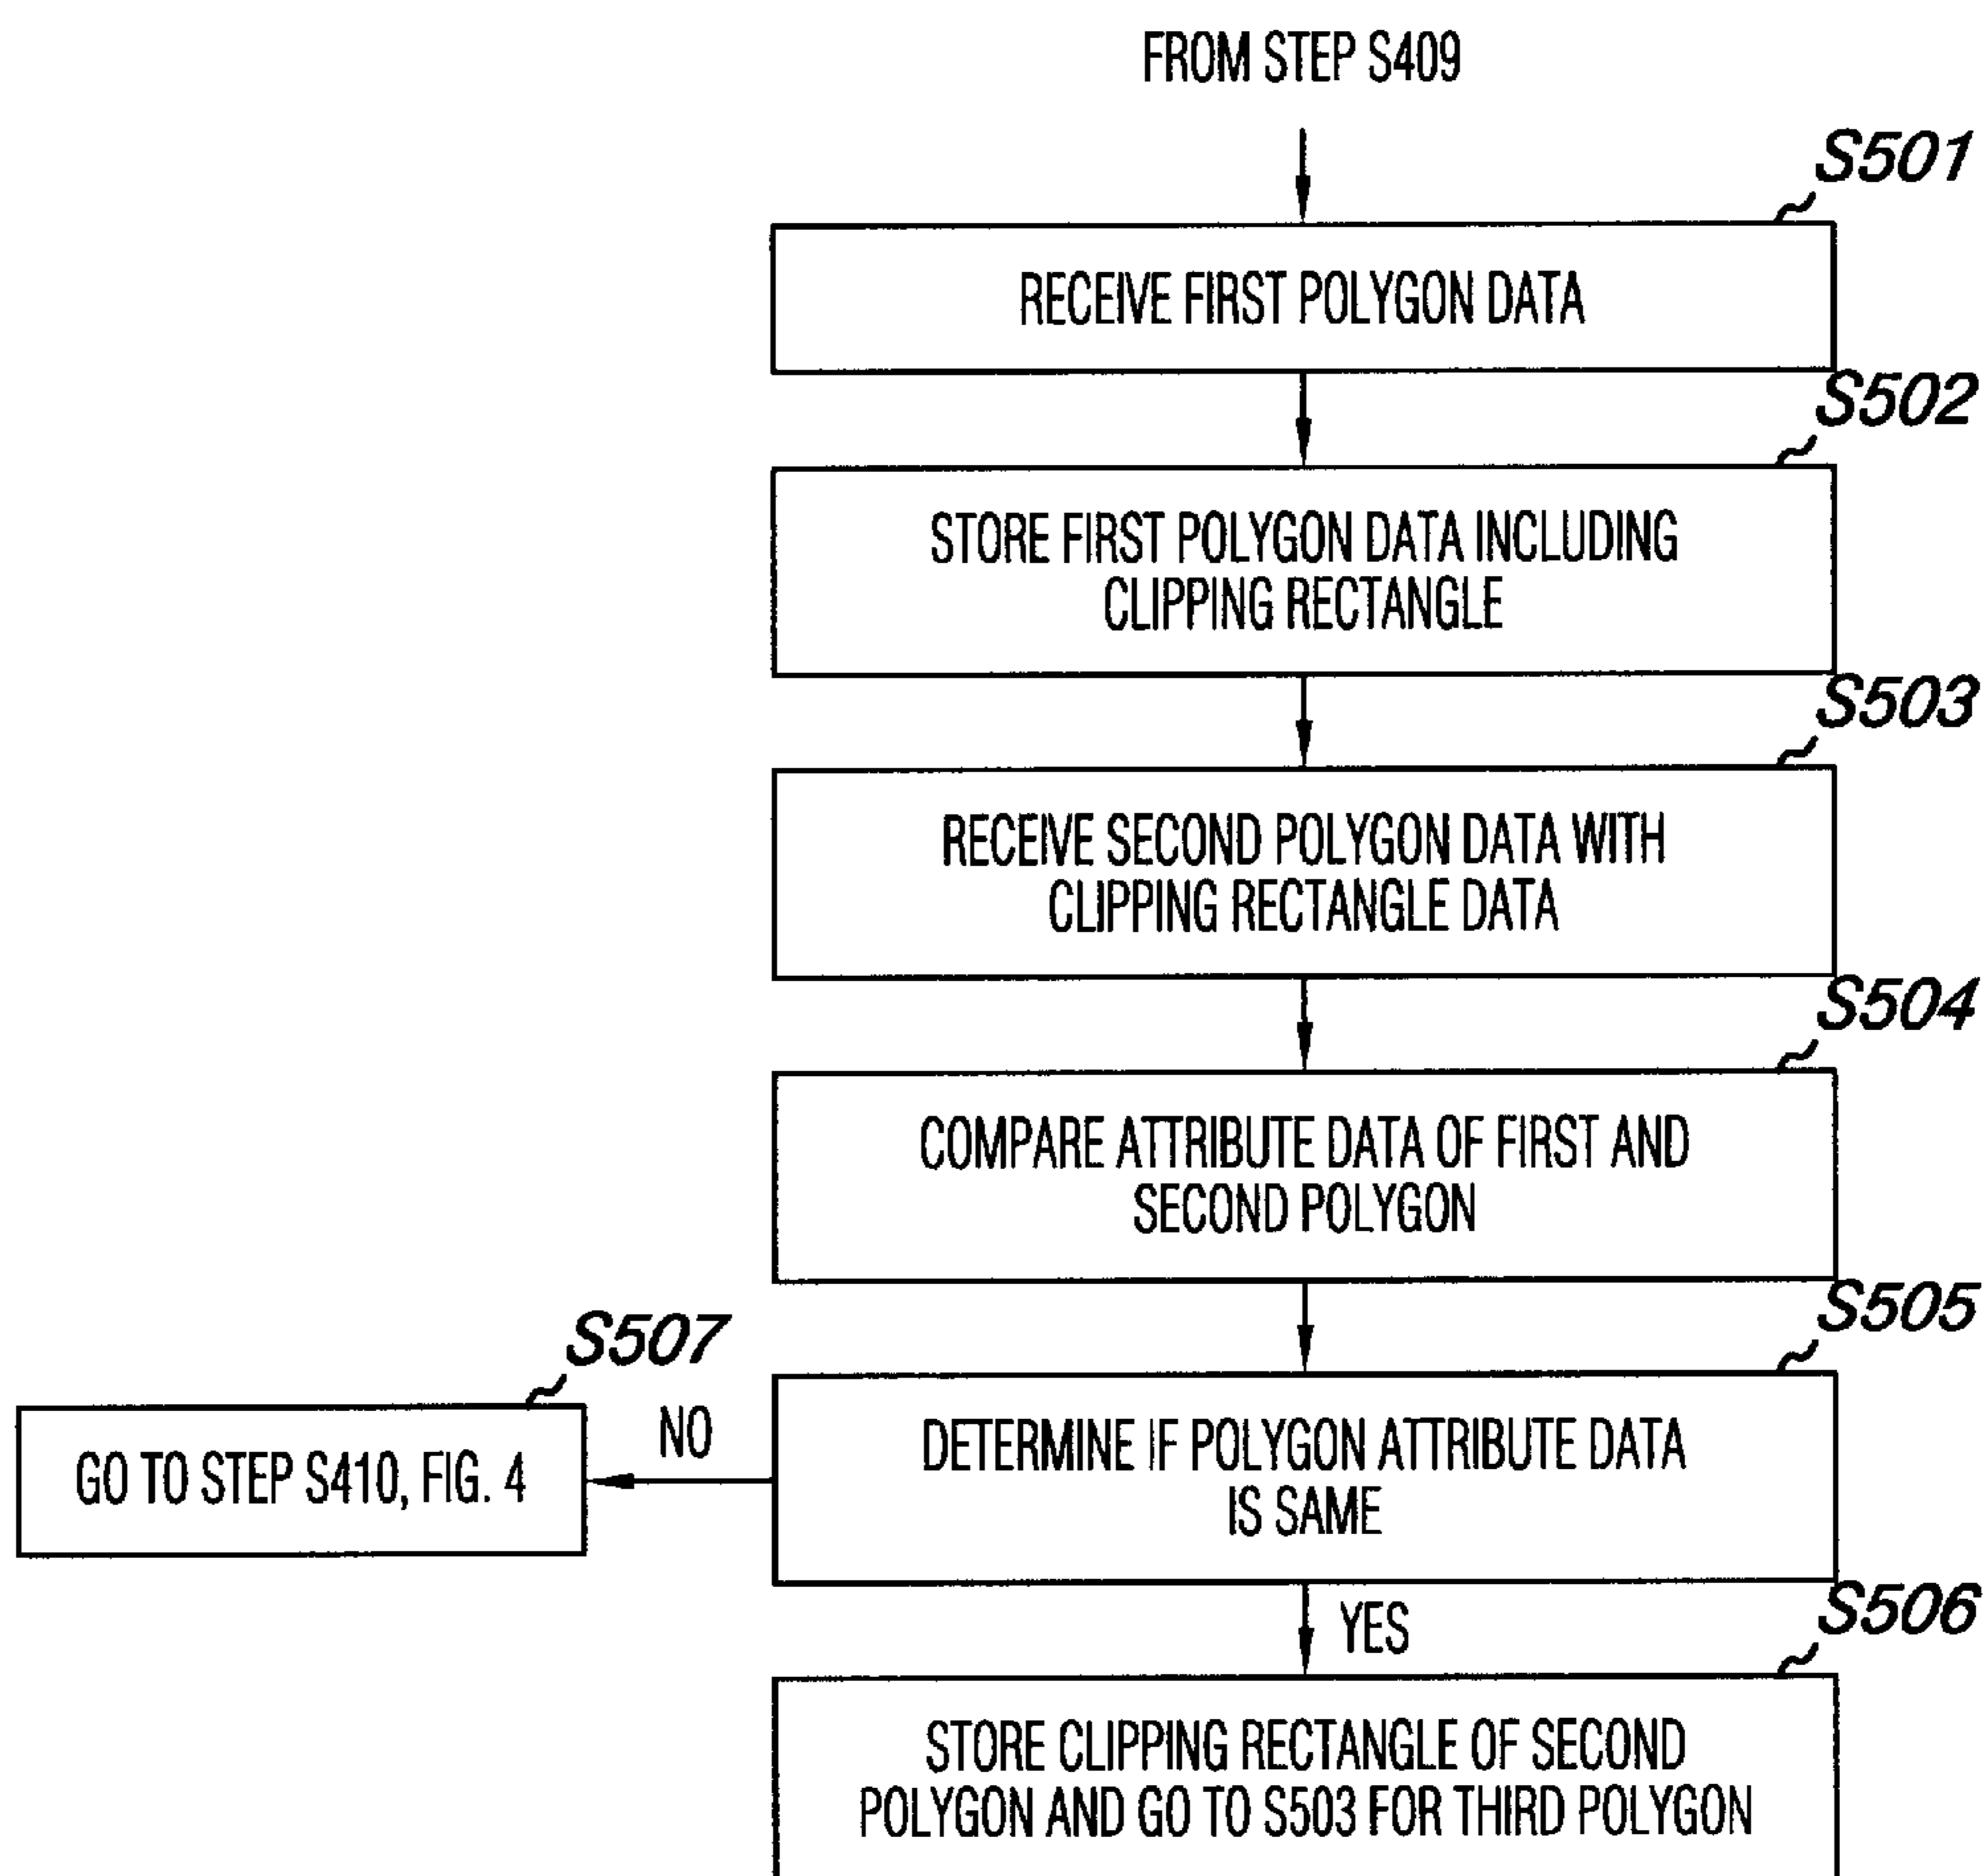 FROM STEP S409
S501
RECEIVE FIRST POLYGON DATA
S502
STORE FIRST POLYGON DATA INCLUDING
CLIPPING RECTANGLE
S503
RECEIVE SECOND POLYGON DATA WITH
CLIPPING RECTANGLE DATA
S504
COMPARE ATTRIBUTE DATA OF FIRST AND
SECOND POLYGON
S505
DETERMINE IF POLYGON ATTRIBUTE DATA
IS SAME
NO
S507
GO TO STEP S410, FIG. 4
YES
S506
STORE CLIPPING RECTANGLE OF SECOND
POLYGON AND GO TO S503 FOR THIRD POLYGON